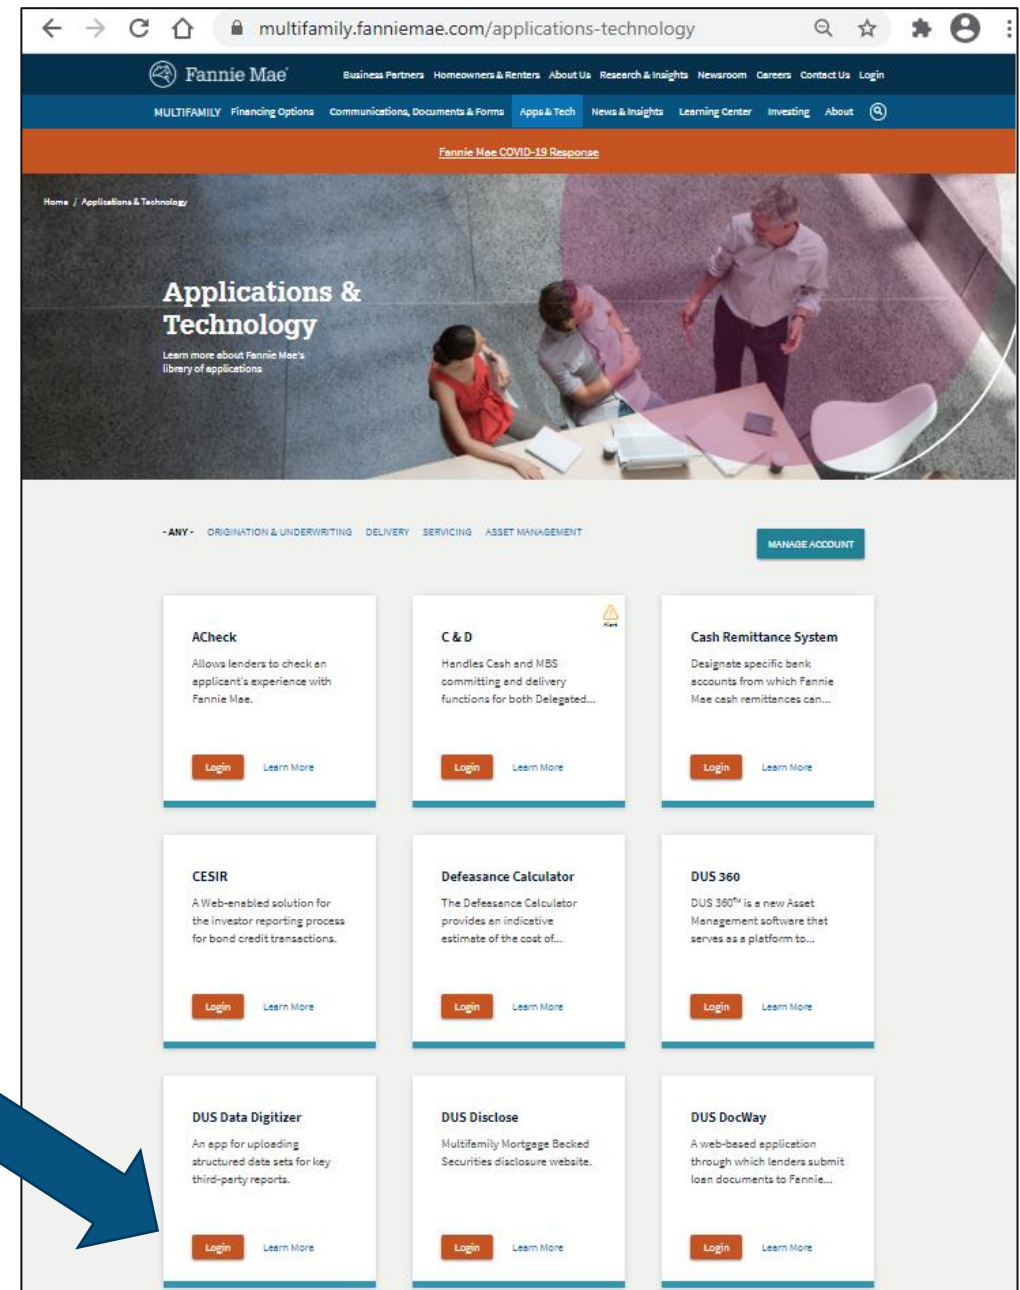 multifamily.fanniemae.com/applications-technology
Fannie Mae
Business Partners Homeowners & Renters About Us Research & Insights Newsroom Careers Contact Us Login
MULTIFAMILY Financing Options Communications, Documents & Forms Apps & Tech News & Insights Learning Center Investing About
Fannie Mae COVID-19 Response
Home / Applications & Technology
Applications &
Technology
Learn more about Fannie Mae's
library of applications
- ANY - ORIGINATION & UNDERWRITING DELIVERY SERVICING ASSET MANAGEMENT
MANAGE ACCOUNT
ACheck
Allows lenders to check an
applicant's experience with
Fannie Mae.
Login Learn More
Alert
C & D
Handles Cash and MBS
committing and delivery
functions for both Delegated...
Login Learn More
Cash Remittance System
Designate specific bank
accounts from which Fannie
Mae cash remittances can...
Login Learn More
CESIR
A Web-enabled solution for
the investor reporting process
for bond credit transactions.
Login Learn More
Defeasance Calculator
The Defeasance Calculator
provides an indicative
estimate of the cost of...
Login Learn More
DUS 360
DUS 360™ is a new Asset
Management software that
serves as a platform to...
Login Learn More
DUS Data Digitizer
An app for uploading
structured data sets for key
third-party reports.
Login Learn More
DUS Disclose
Multifamily Mortgage Backed
Securities disclosure website.
Login Learn More
DUS DocWay
A web-based application
through which lenders submit
loan documents to Fannie...
Login Learn More